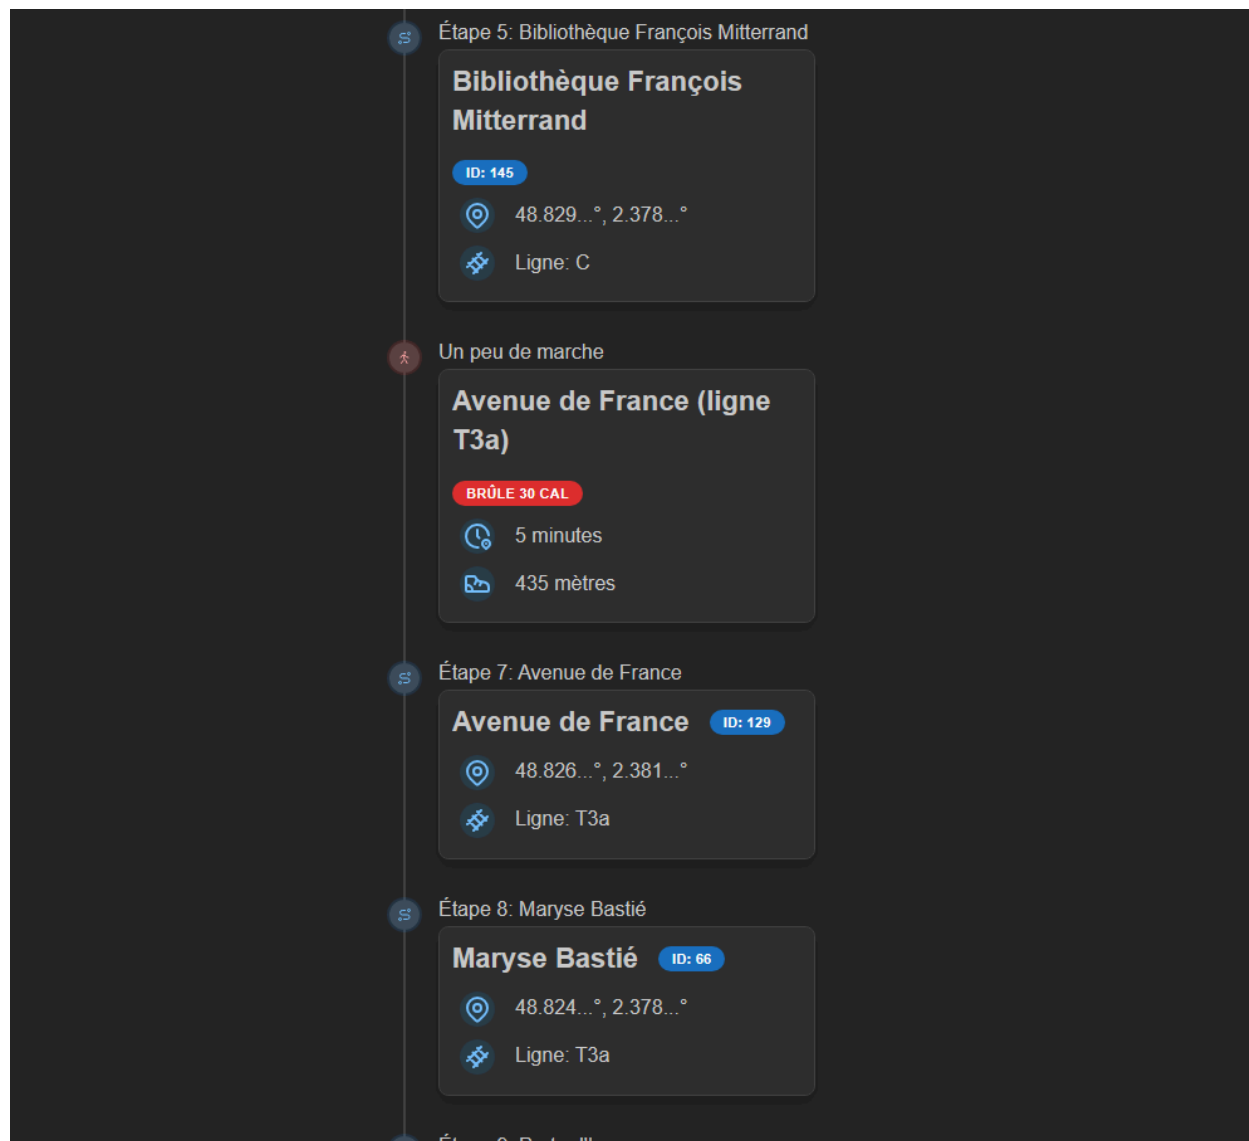 Étape 5: Bibliothèque François Mitterrand
Bibliothèque François
Mitterrand
ID: 145
48.829...°, 2.378...°
Ligne: C
Un peu de marche
Avenue de France (ligne
T3a)
BRÛLE 30 CAL
5 minutes
435 mètres
Étape 7: Avenue de France
Avenue de France ID: 129
48.826...°, 2.381...°
Ligne: T3a
Étape 8: Maryse Bastié
Maryse Bastié ID: 66
48.824...°, 2.378...°
Ligne: T3a